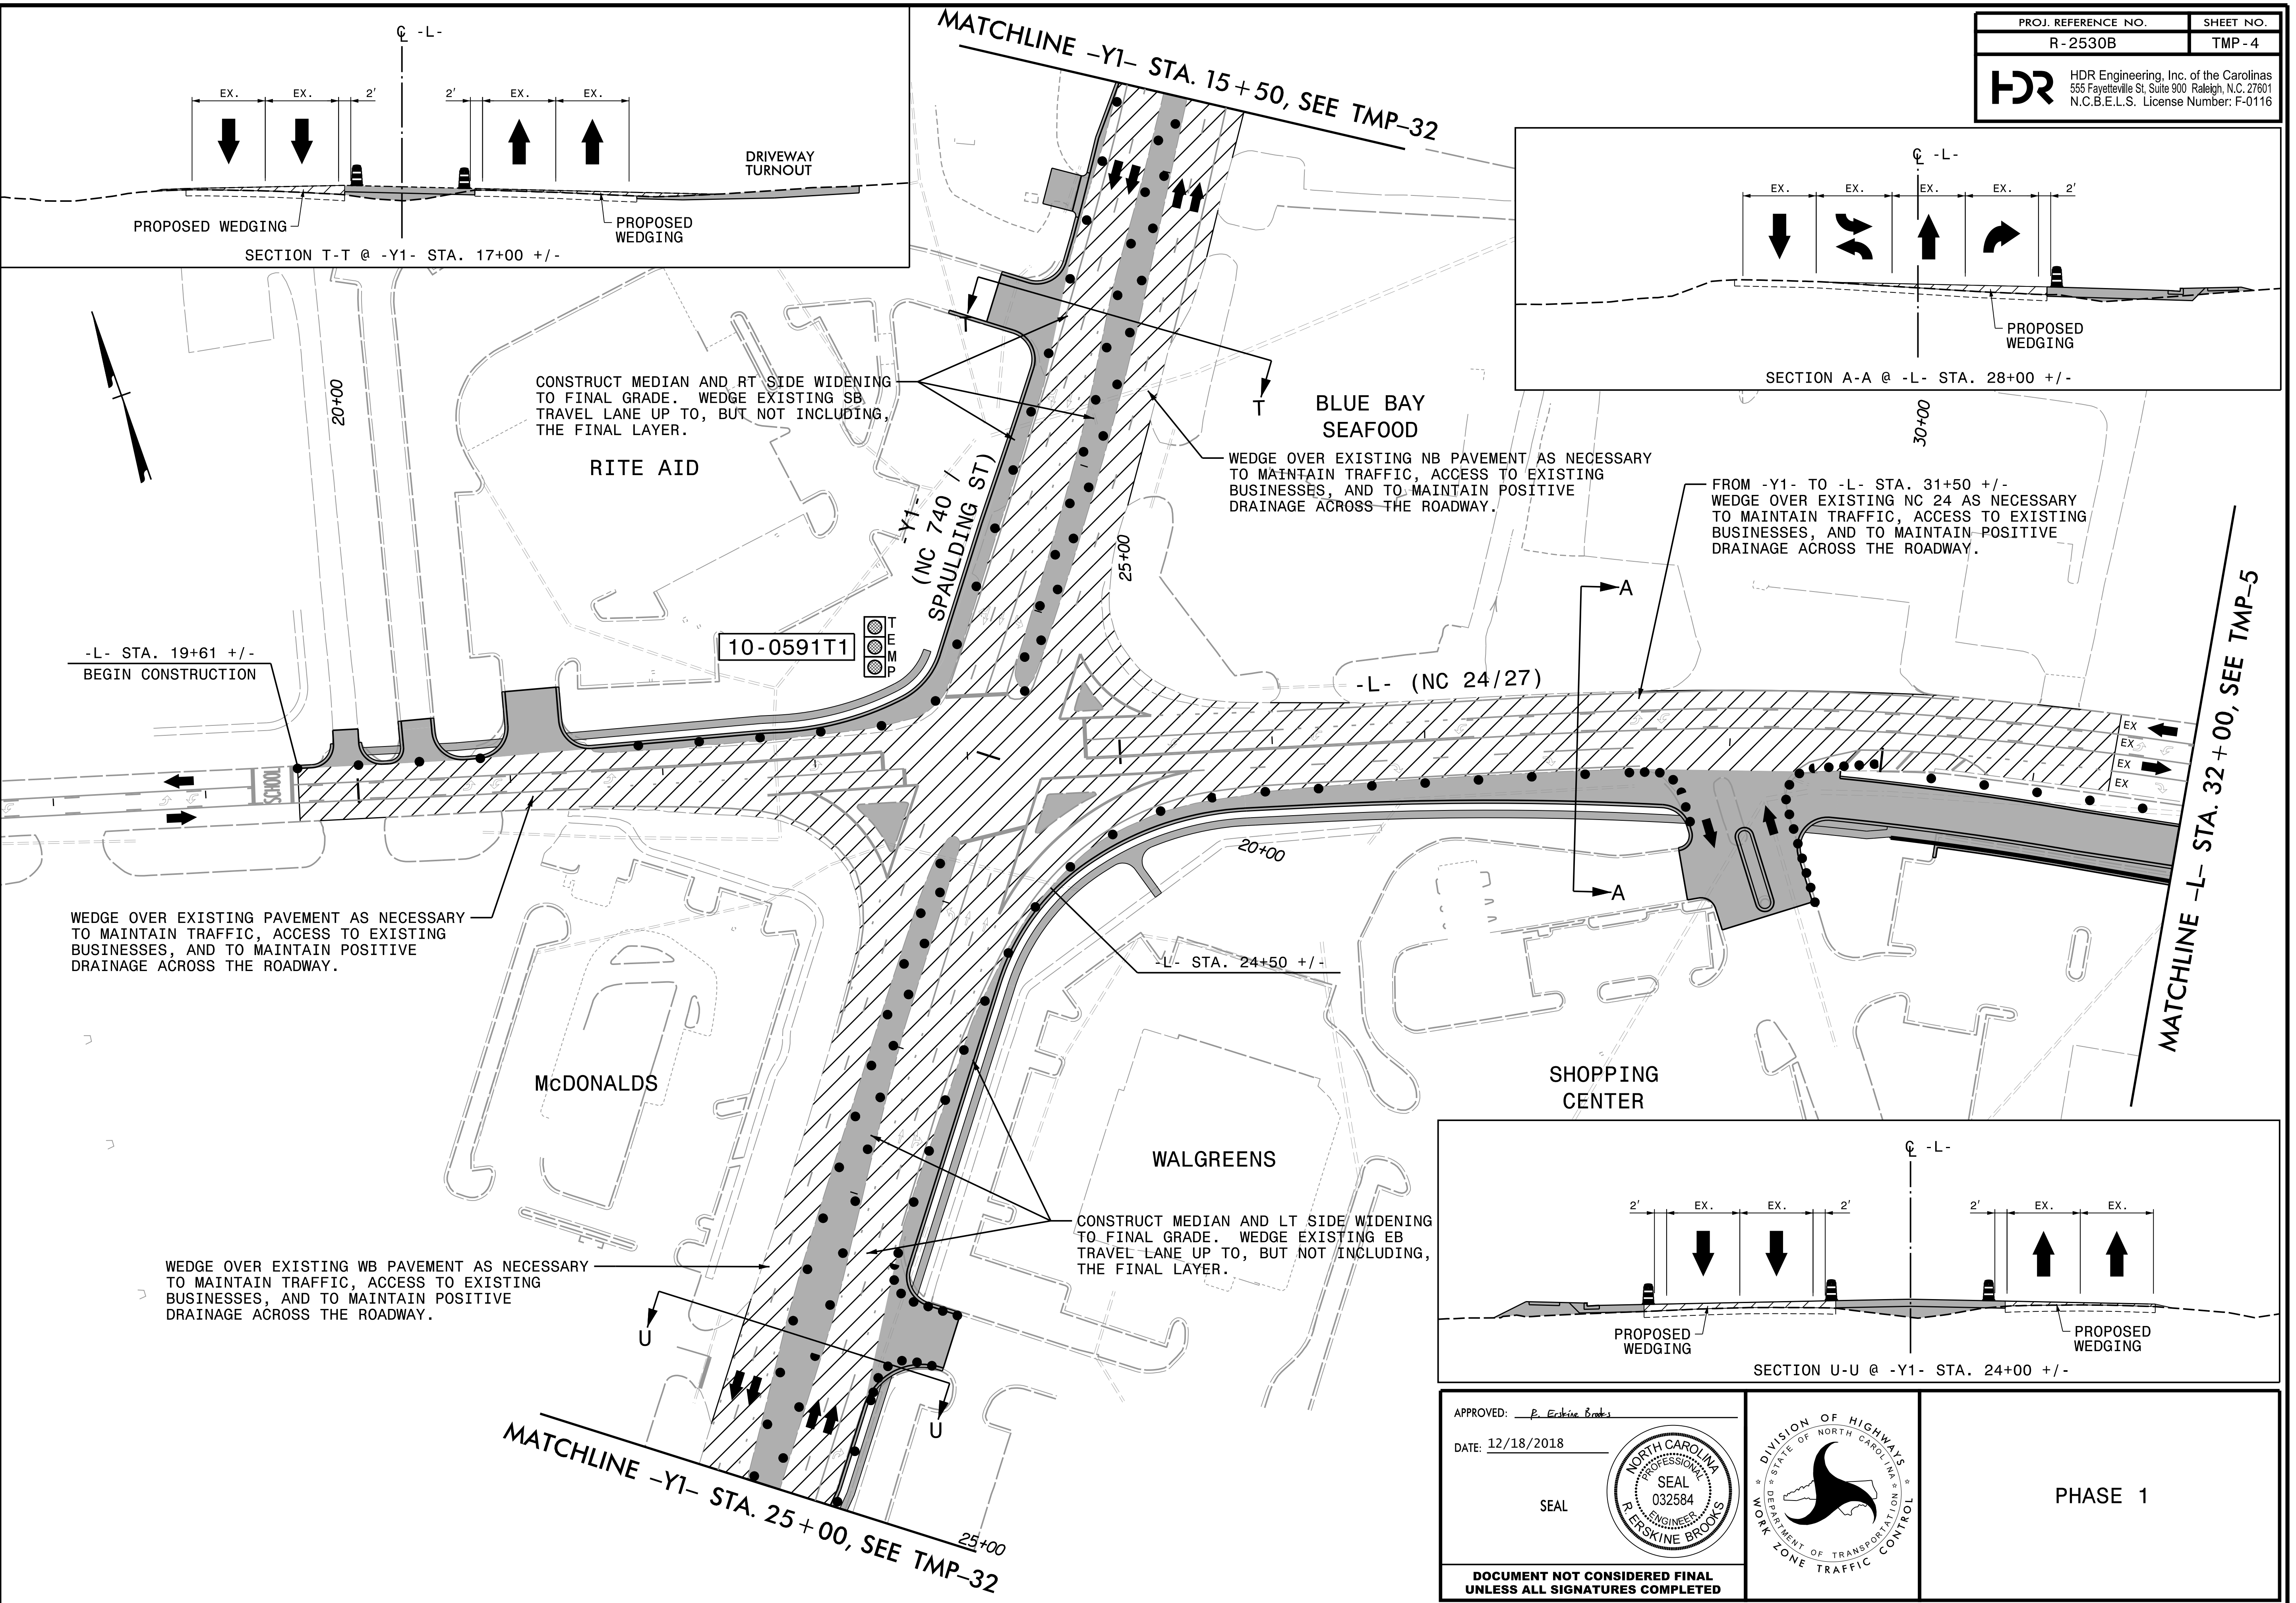 PROJ. REFERENCE NO.
SHEET NO.
R-2530B
TMP-4
HDR
HDR Engineering, Inc. of the Carolinas
555 Fayetteville St, Suite 900 Raleigh, N.C. 27601
N.C.B.E.L.S. License Number: F-0116
℄ -L-
EX.
EX.
2'
2'
EX.
EX.
DRIVEWAY
TURNOUT
PROPOSED WEDGING
PROPOSED
WEDGING
SECTION T-T @ -Y1- STA. 17+00 +/-
MATCHLINE -Y1- STA. 15+50, SEE TMP-32
℄ -L-
EX.
EX.
EX.
EX.
2'
PROPOSED
WEDGING
SECTION A-A @ -L- STA. 28+00 +/-
20+00
CONSTRUCT MEDIAN AND RT SIDE WIDENING
TO FINAL GRADE. WEDGE EXISTING SB
TRAVEL LANE UP TO, BUT NOT INCLUDING,
THE FINAL LAYER.
RITE AID
T
T
BLUE BAY
SEAFOOD
30+00
WEDGE OVER EXISTING NB PAVEMENT AS NECESSARY
TO MAINTAIN TRAFFIC, ACCESS TO EXISTING
BUSINESSES, AND TO MAINTAIN POSITIVE
DRAINAGE ACROSS THE ROADWAY.
FROM -Y1- TO -L- STA. 31+50 +/-
WEDGE OVER EXISTING NC 24 AS NECESSARY
TO MAINTAIN TRAFFIC, ACCESS TO EXISTING
BUSINESSES, AND TO MAINTAIN POSITIVE
DRAINAGE ACROSS THE ROADWAY.
-Y1-
(NC 740 /
SPAULDING ST)
25+00
10-0591T1
TEMP
-L- STA. 19+61 +/-
BEGIN CONSTRUCTION
SCHOOL
-L- (NC 24/27)
A
A
EX
EX
EX
EX
MATCHLINE -L- STA. 32+00, SEE TMP-5
20+00
WEDGE OVER EXISTING PAVEMENT AS NECESSARY
TO MAINTAIN TRAFFIC, ACCESS TO EXISTING
BUSINESSES, AND TO MAINTAIN POSITIVE
DRAINAGE ACROSS THE ROADWAY.
-L- STA. 24+50 +/-
McDONALDS
WALGREENS
SHOPPING
CENTER
CONSTRUCT MEDIAN AND LT SIDE WIDENING
TO FINAL GRADE. WEDGE EXISTING EB
TRAVEL LANE UP TO, BUT NOT INCLUDING,
THE FINAL LAYER.
WEDGE OVER EXISTING WB PAVEMENT AS NECESSARY
TO MAINTAIN TRAFFIC, ACCESS TO EXISTING
BUSINESSES, AND TO MAINTAIN POSITIVE
DRAINAGE ACROSS THE ROADWAY.
U
U
MATCHLINE -Y1- STA. 25+00, SEE TMP-32
25+00
℄ -L-
2'
EX.
EX.
2'
2'
EX.
EX.
PROPOSED
WEDGING
PROPOSED
WEDGING
SECTION U-U @ -Y1- STA. 24+00 +/-
APPROVED: R. Erskine Brooks
DATE: 12/18/2018
SEAL
NORTH CAROLINA
PROFESSIONAL
SEAL
032584
ENGINEER
R. ERSKINE BROOKS
DOCUMENT NOT CONSIDERED FINAL
UNLESS ALL SIGNATURES COMPLETED
DIVISION OF HIGHWAYS
STATE OF NORTH CAROLINA
DEPARTMENT OF TRANSPORTATION
WORK ZONE TRAFFIC CONTROL
PHASE 1